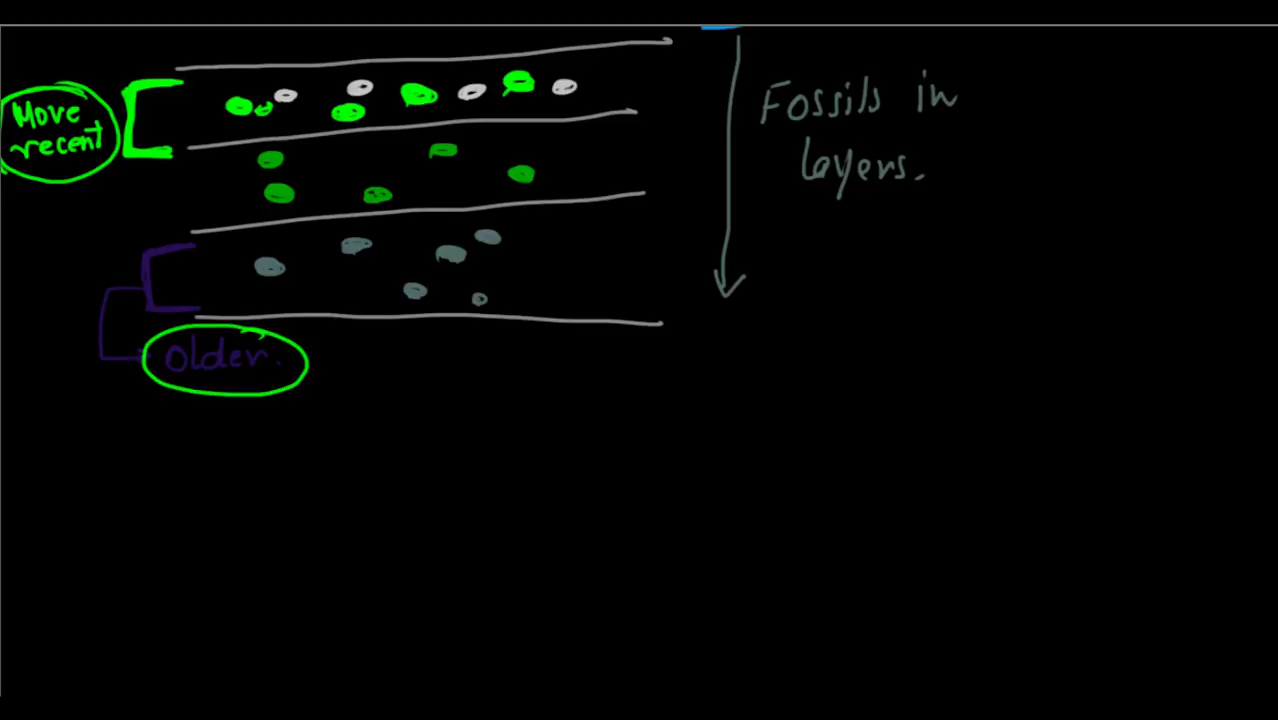 Move
recent
Fossils in
layers.
older.